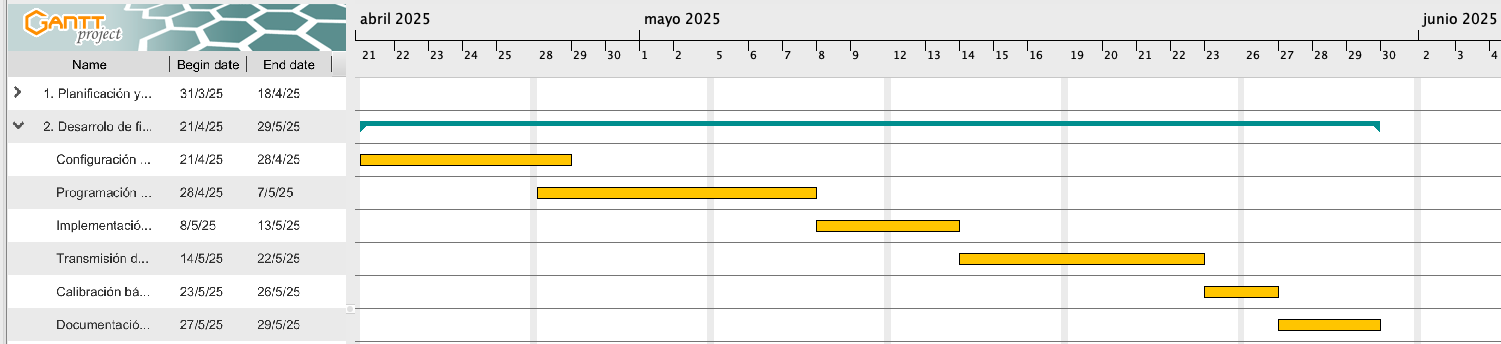 GANTT project
abril 2025 mayo 2025 junio 2025
21 22 23 24 25 28 29 30 1 2 5 6 7 8 9 12 13 14 15 16 19 20 21 22 23 26 27 28 29 30 2 3 4
Name Begin date End date
1. Planificación y... 31/3/25 18/4/25
2. Desarrolo de fi... 21/4/25 29/5/25
Configuración ... 21/4/25 28/4/25
Programación ... 28/4/25 7/5/25
Implementació... 8/5/25 13/5/25
Transmisión d... 14/5/25 22/5/25
Calibración bá... 23/5/25 26/5/25
Documentació... 27/5/25 29/5/25